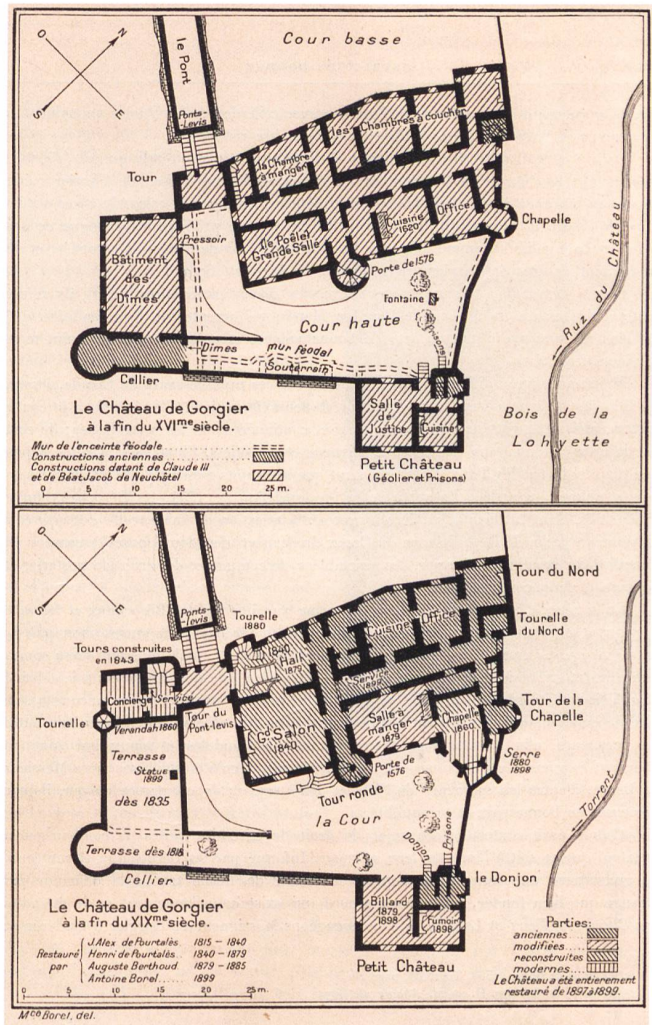 O
N
S
E
le Pont
Cour basse
Ponts-Levis
Tour
les Chambres à coucher
la Chambre à manger
Pressoir
le Poêle
Grande Salle
Cuisine
1620
Office
Chapelle
Bâtiment
des
Dîmes
Porte de 1576
Fontaine
Cour haute
Prisons
Ruz du Château
Dîmes
mur féodal
Souterrain
Cellier
Salle
de
Justice
Cuisine
Bois de la
Lohyette
Petit Château
(Géolier et Prisons)
Le Château de Gorgier
à la fin du XVIme siècle.
Mur de l'enceinte féodale
Constructions anciennes
Constructions datant de Claude III
et de Béat Jacob de Neuchâtel
0 5 10 15 20 25 m.
O
N
S
E
Ponts-levis
Tourelle
1880
Tour du Nord
Tourelle
du Nord
Tours construites
en 1843
1840
Hall
1879
Cuisine
Office
Service
1898
Concierge
Service
Tourelle
Verandah 1860
Tour du
Pont-levis
Gd Salon
1840
Salle à
manger
1879
Chapelle
1860
Tour de la
Chapelle
Terrasse
Statue
1899
dès 1835
Porte de
1576
Tour ronde
Serre
1880
1898
la Cour
Torrent
Terrasse dès 1818
Cellier
Donjon
Prisons
le Donjon
Billard
1879
1898
Fumoir
1898
Petit Château
Le Château de Gorgier
à la fin du XIXme siècle.
Restauré par
J. Alex de Pourtalès 1815 – 1840
Henri de Pourtalès 1840 – 1879
Auguste Berthoud 1879 – 1885
Antoine Borel 1899
0 5 10 15 20 25 m.
Parties:
anciennes
modifiées
reconstruites
modernes
Le Château a été entièrement
restauré de 1897 à 1899.
Mce Borel, del.